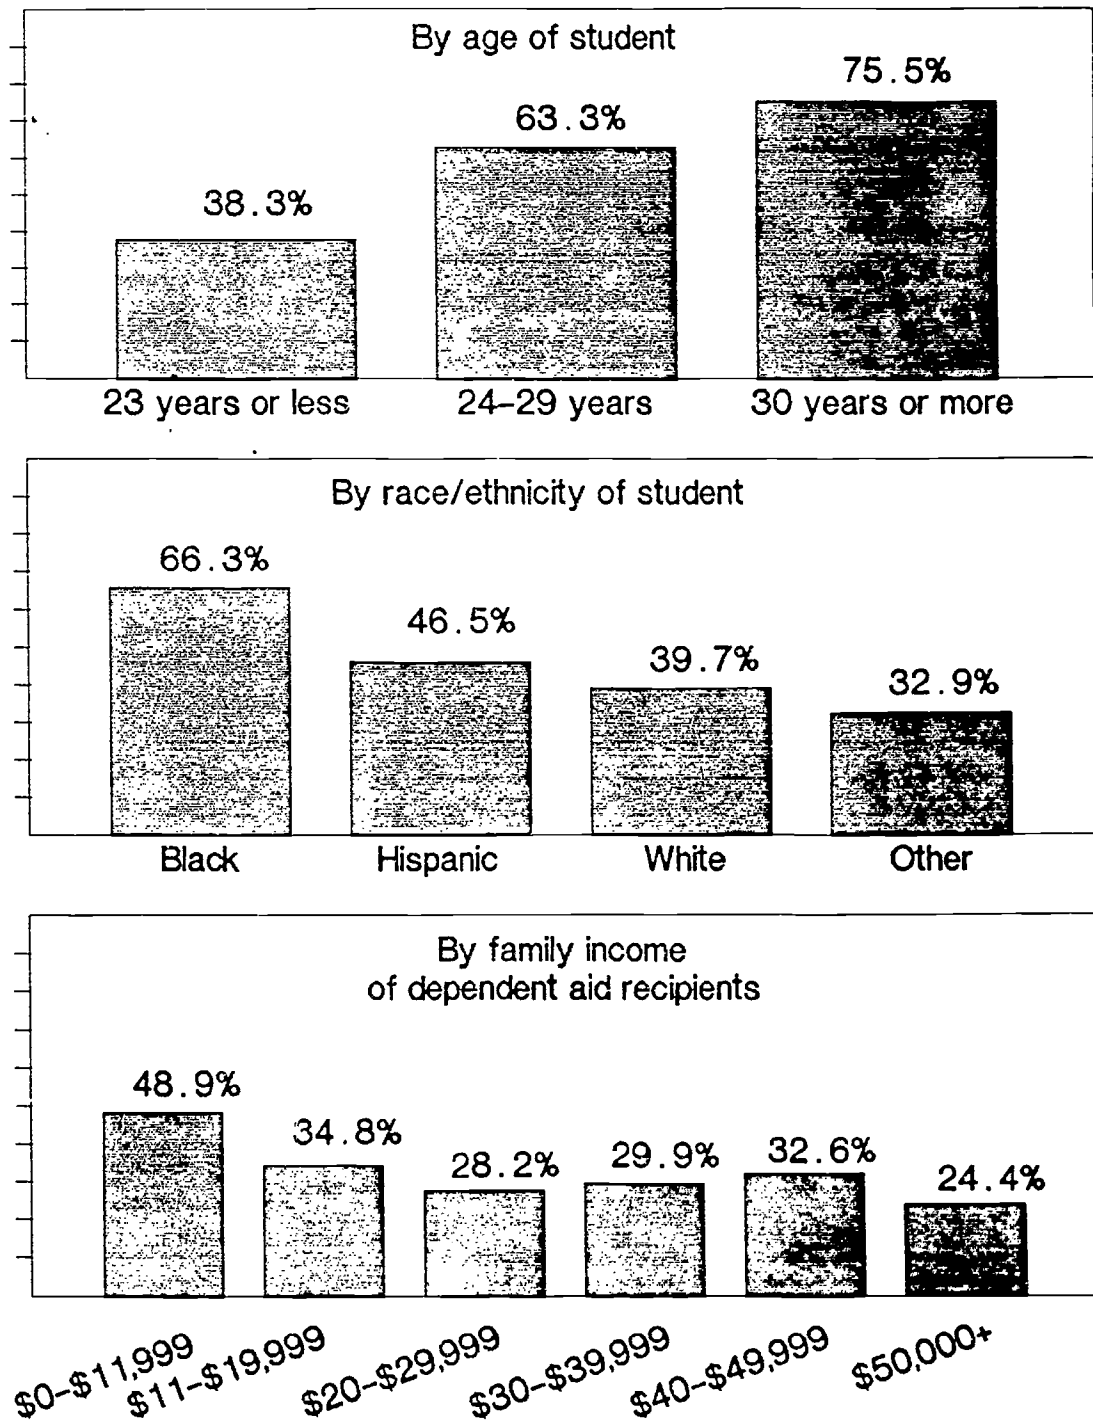 By age of student
75.5%
63.3%
38.3%
23 years or less
24–29 years
30 years or more
By race/ethnicity of student
66.3%
46.5%
39.7%
32.9%
Black
Hispanic
White
Other
By family income
of dependent aid recipients
48.9%
34.8%
28.2%
29.9%
32.6%
24.4%
$0–$11,999
$11–$19,999
$20–$29,999
$30–$39,999
$40–$49,999
$50,000+